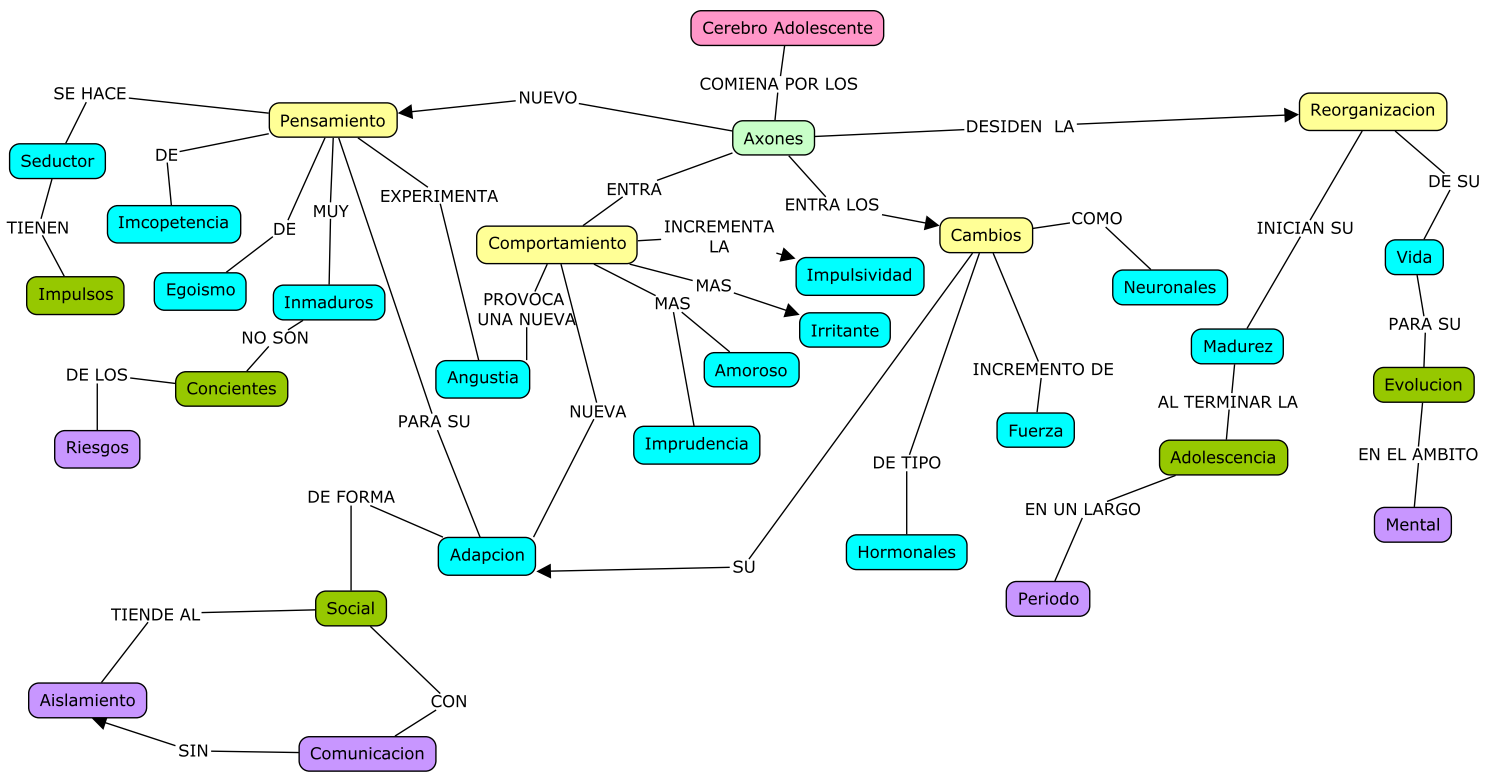 Cerebro Adolescente
COMIENA POR LOS
SE HACE
NUEVO
Pensamiento
Axones
DESIDEN LA
Reorganizacion
Seductor
DE
EXPERIMENTA
ENTRA
ENTRA LOS
DE SU
TIENEN
Imcopetencia
DE
MUY
Comportamiento
INCREMENTA
LA
Cambios
COMO
INICIAN SU
Vida
Impulsos
Egoismo
Inmaduros
PROVOCA
UNA NUEVA
MAS
MAS
Impulsividad
Neuronales
Irritante
NO SON
PARA SU
Madurez
DE LOS
Concientes
Angustia
Amoroso
INCREMENTO DE
Evolucion
PARA SU
NUEVA
AL TERMINAR LA
Riesgos
Imprudencia
Fuerza
DE TIPO
Adolescencia
EN EL AMBITO
DE FORMA
EN UN LARGO
Mental
Adapcion
SU
Hormonales
Periodo
TIENDE AL
Social
Aislamiento
CON
SIN
Comunicacion